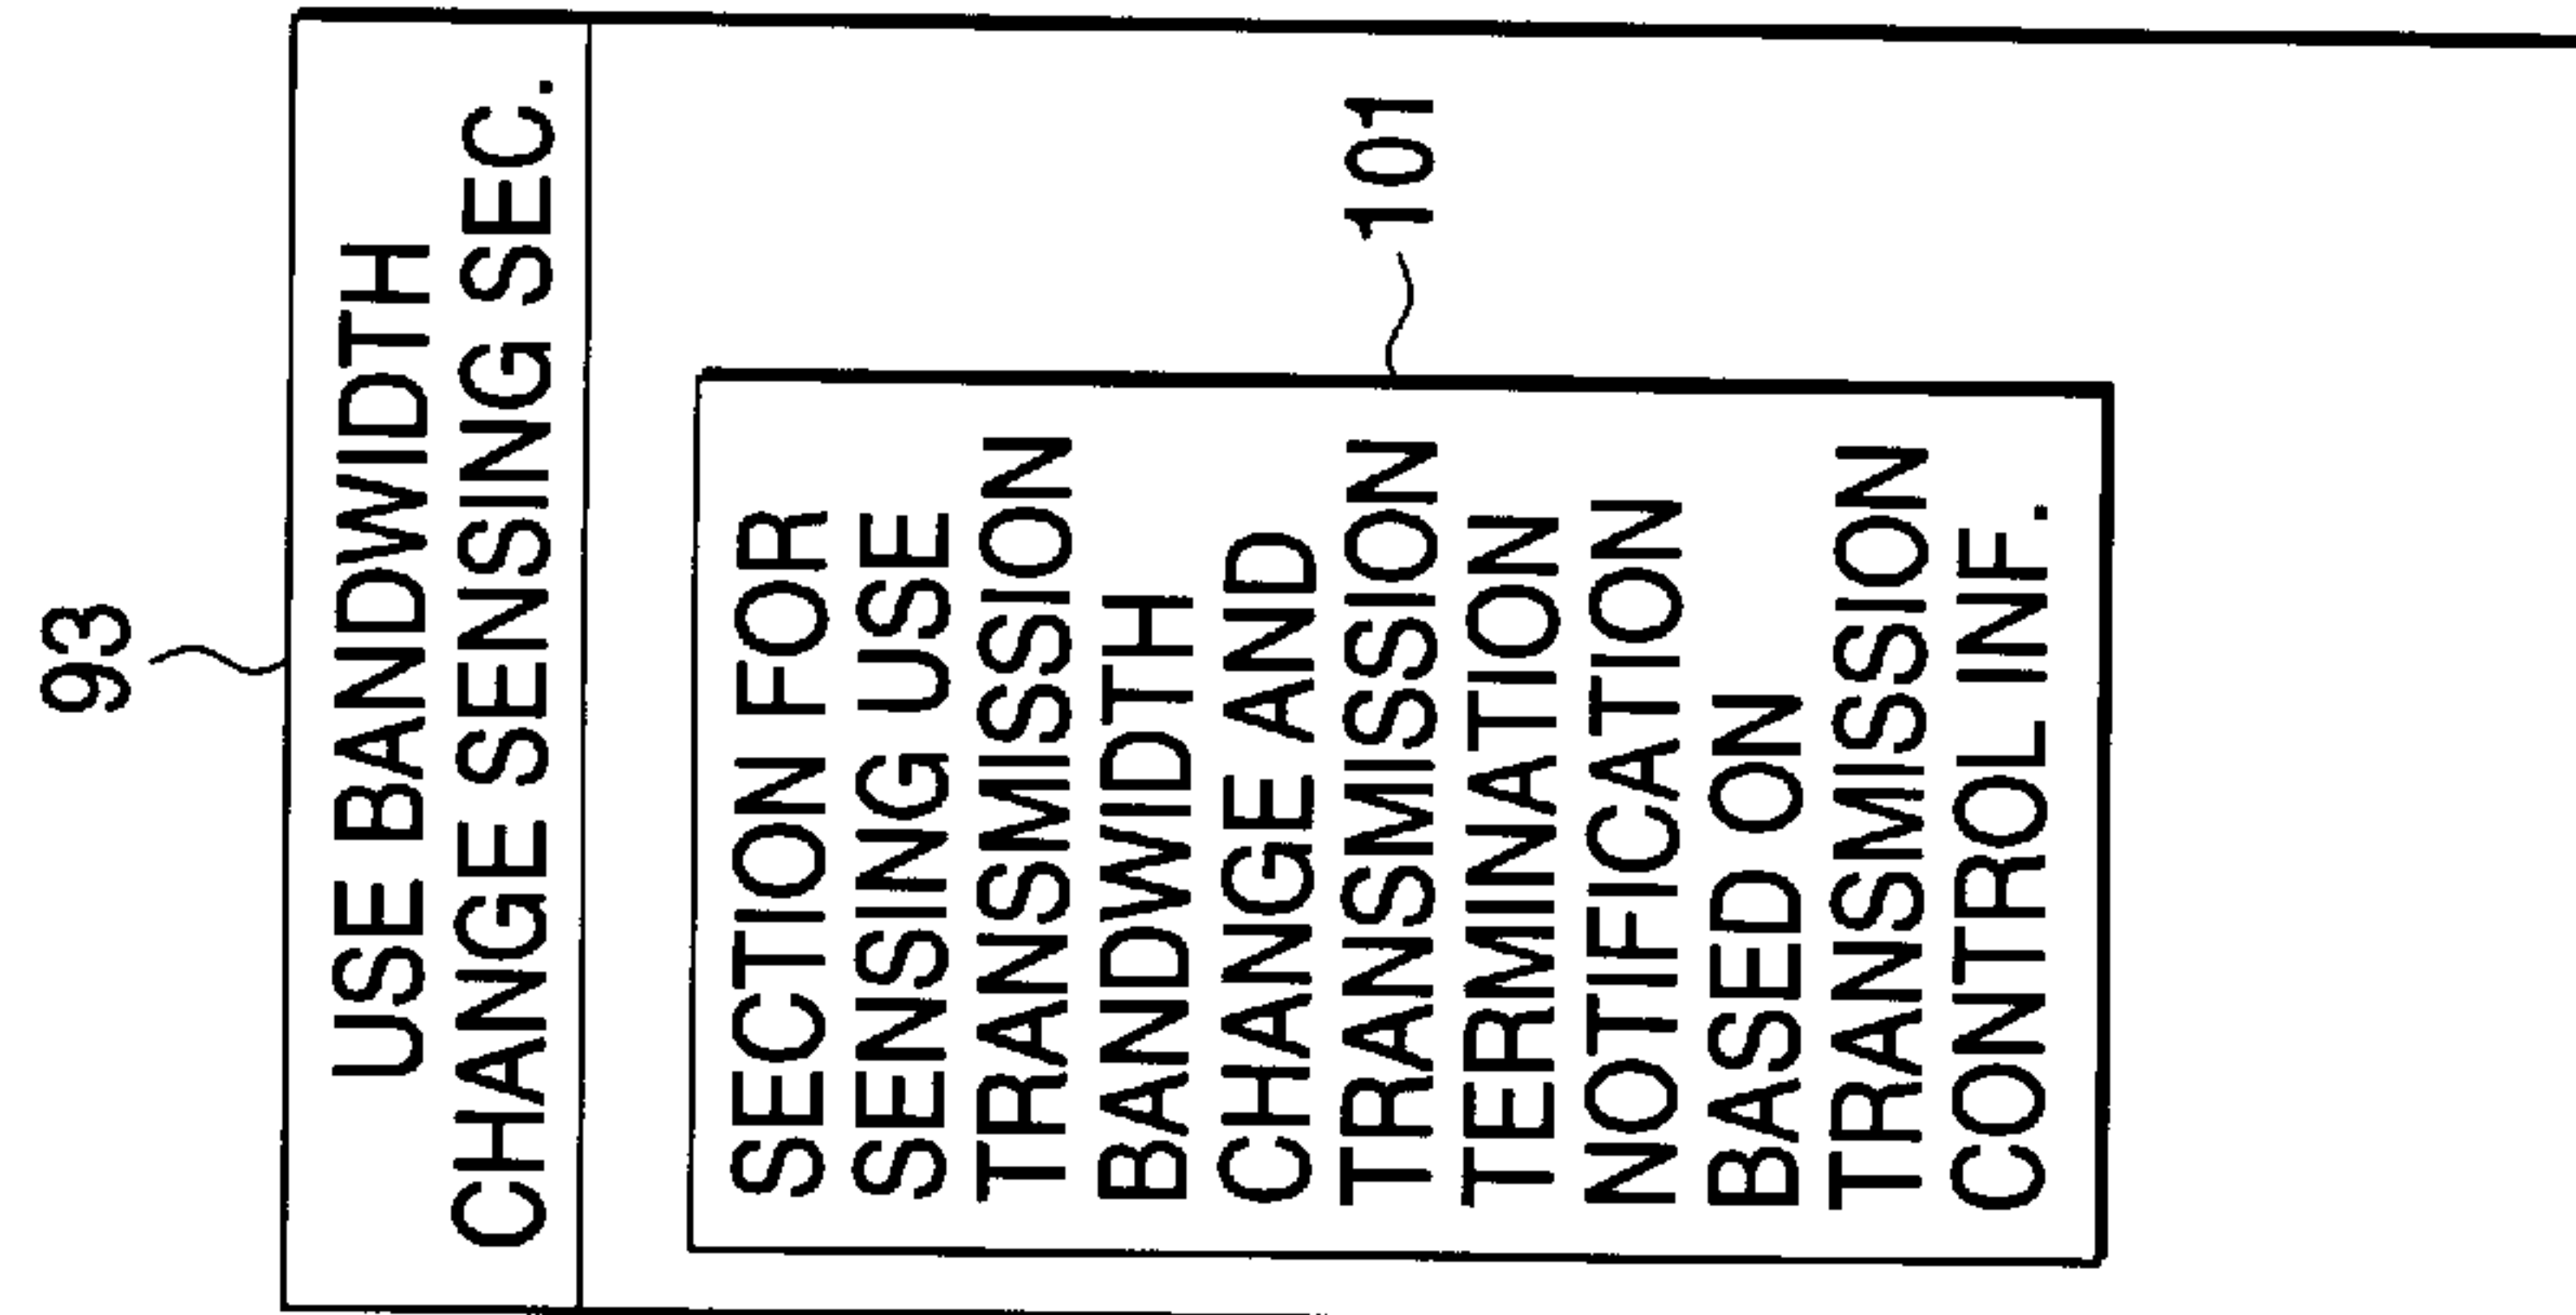 93
USE BANDWIDTH
CHANGE SENSING SEC.
101
SECTION FOR
SENSING USE
TRANSMISSION
BANDWIDTH
CHANGE AND
TRANSMISSION
TERMINATION
NOTIFICATION
BASED ON
TRANSMISSION
CONTROL INF.